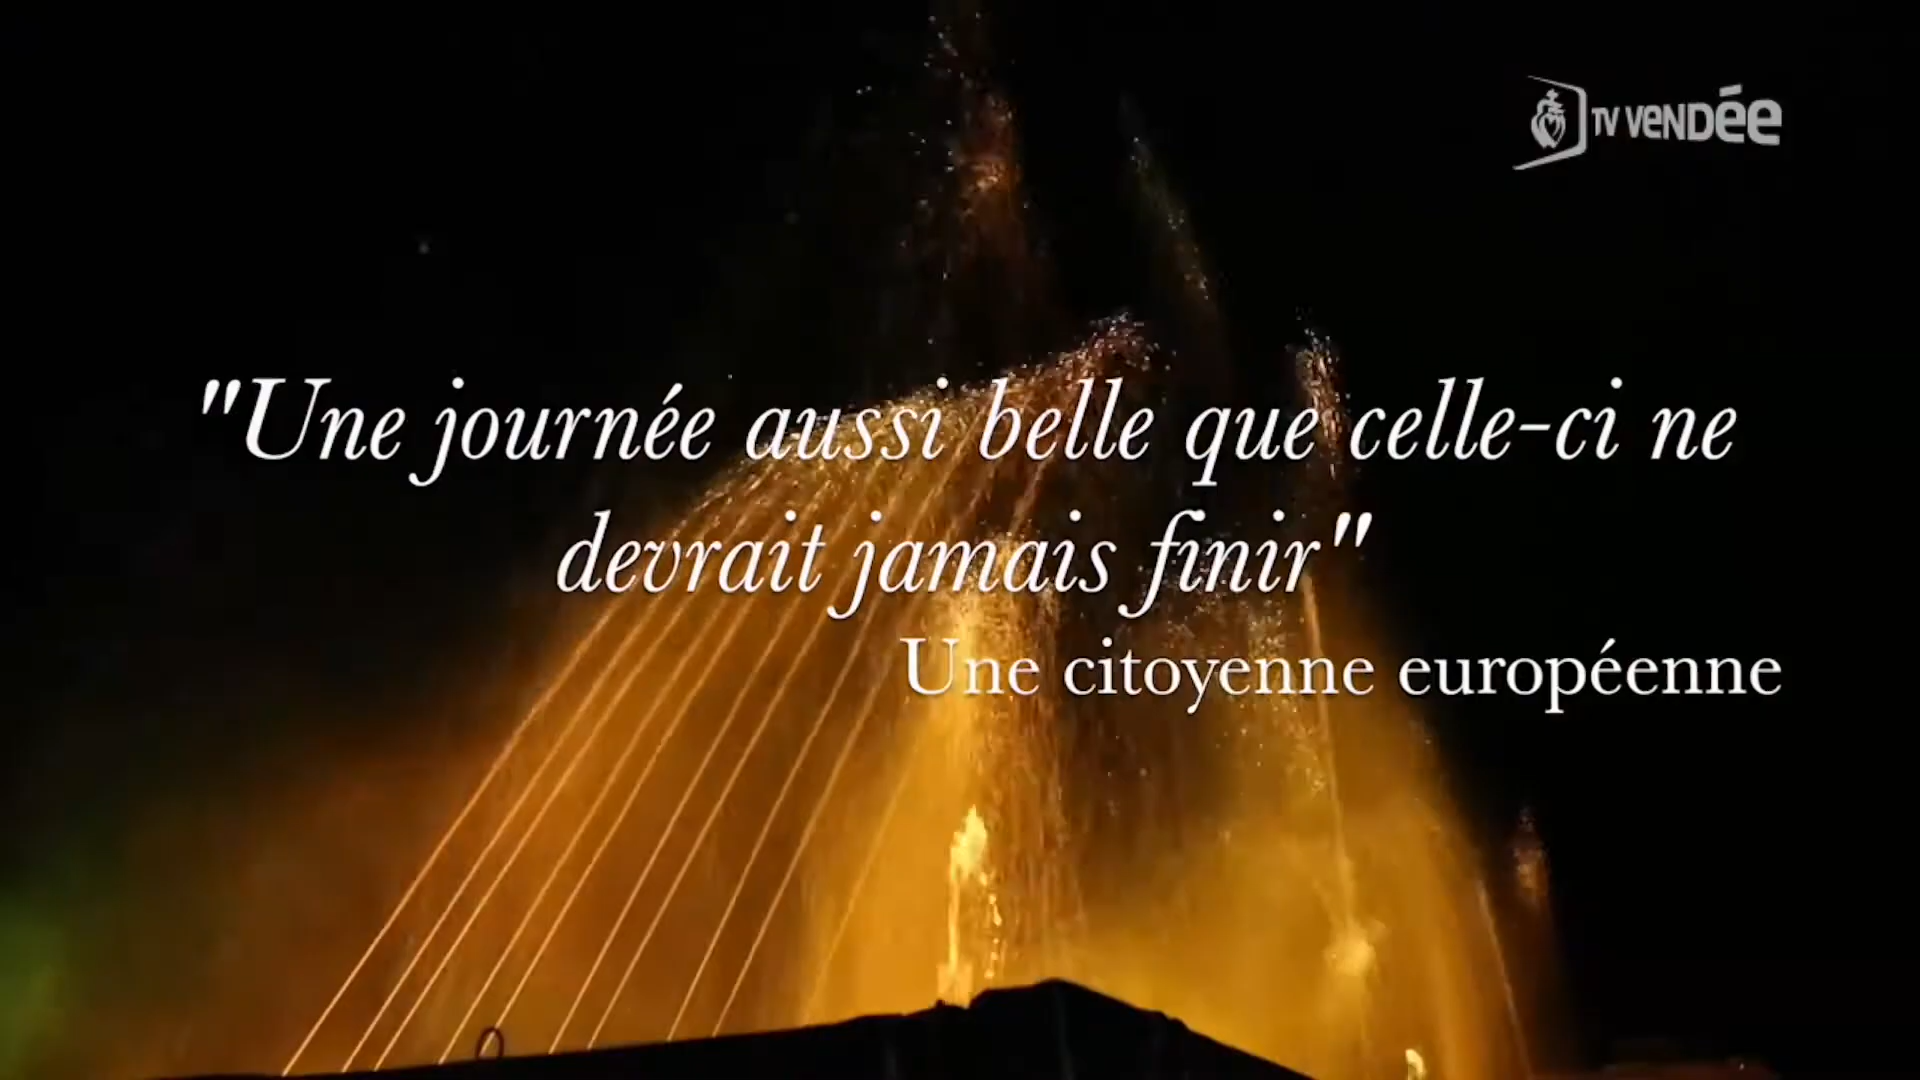 TV VENDÉE
"Une journée aussi belle que celle-ci ne
devrait jamais finir"
Une citoyenne européenne